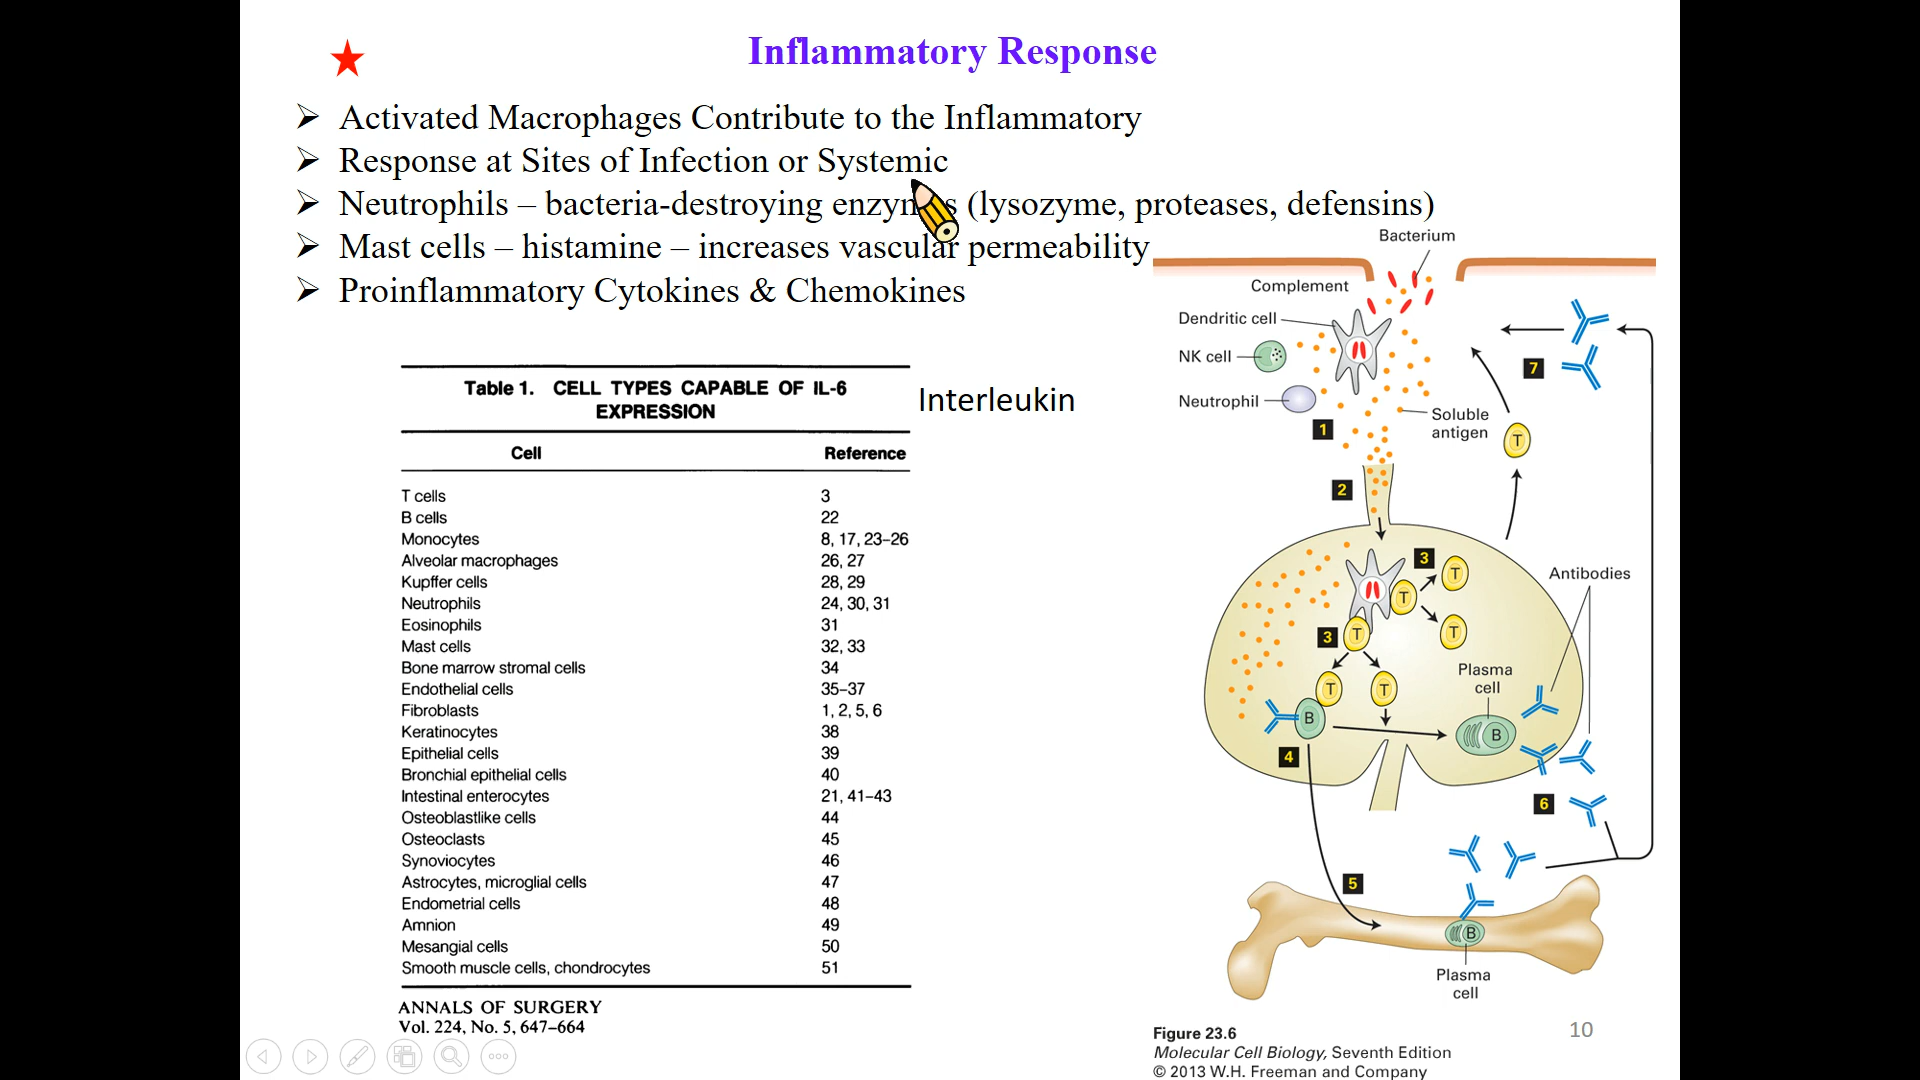 Inflammatory Response
Activated Macrophages Contribute to the Inflammatory
Response at Sites of Infection or Systemic
Neutrophils – bacteria-destroying enzymes (lysozyme, proteases, defensins)
Mast cells – histamine – increases vascular permeability
Proinflammatory Cytokines & Chemokines
Table 1. CELL TYPES CAPABLE OF IL-6
EXPRESSION
Interleukin
Cell Reference
T cells 3
B cells 22
Monocytes 8, 17, 23–26
Alveolar macrophages 26, 27
Kupffer cells 28, 29
Neutrophils 24, 30, 31
Eosinophils 31
Mast cells 32, 33
Bone marrow stromal cells 34
Endothelial cells 35–37
Fibroblasts 1, 2, 5, 6
Keratinocytes 38
Epithelial cells 39
Bronchial epithelial cells 40
Intestinal enterocytes 21, 41–43
Osteoblastlike cells 44
Osteoclasts 45
Synoviocytes 46
Astrocytes, microglial cells 47
Endometrial cells 48
Amnion 49
Mesangial cells 50
Smooth muscle cells, chondrocytes 51
ANNALS OF SURGERY
Vol. 224, No. 5, 647–664
Bacterium
Complement
Dendritic cell
NK cell
7
Neutrophil
Soluble
antigen
1
T
2
3
T
Antibodies
T
3
T
T
Plasma
cell
T
T
B
B
4
6
5
B
Plasma
cell
Figure 23.6
Molecular Cell Biology, Seventh Edition
© 2013 W.H. Freeman and Company
10